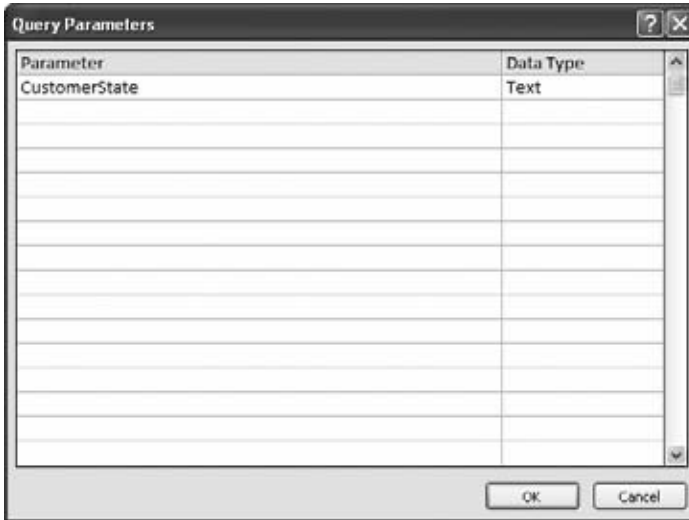 Query Parameters
Parameter Data Type
CustomerState Text
OK Cancel